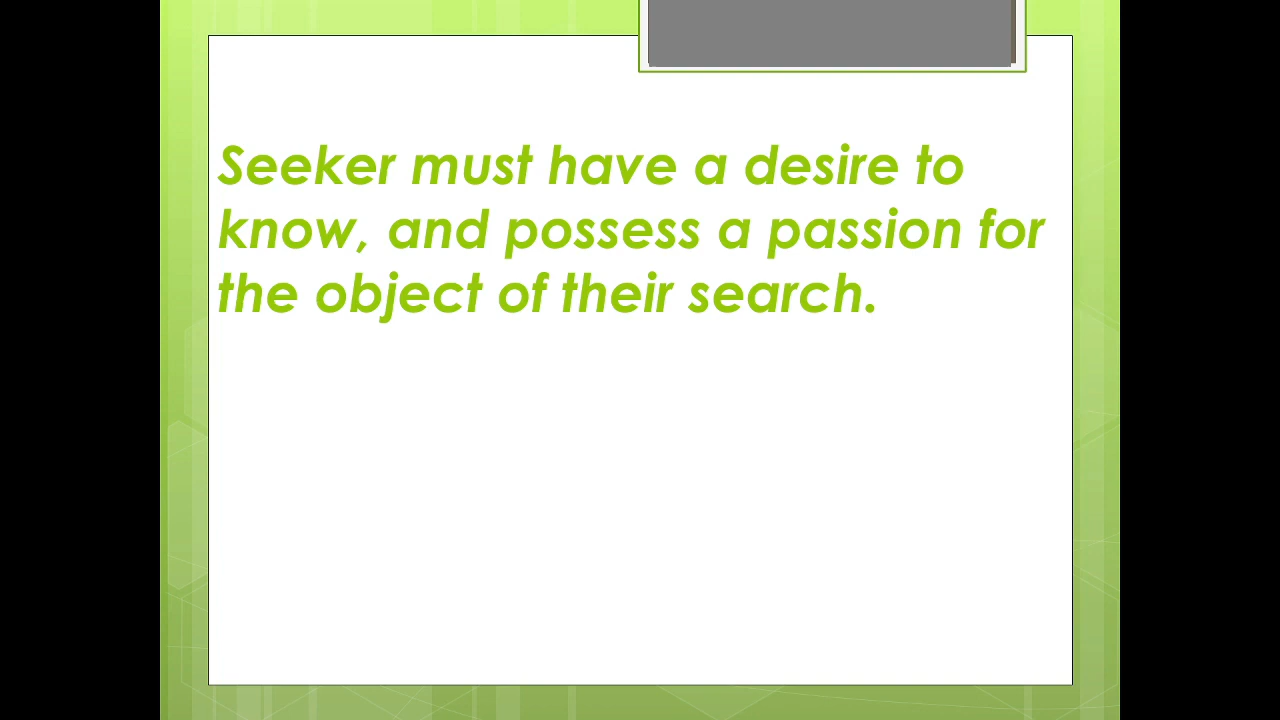 Seeker must have a desire to
know, and possess a passion for
the object of their search.